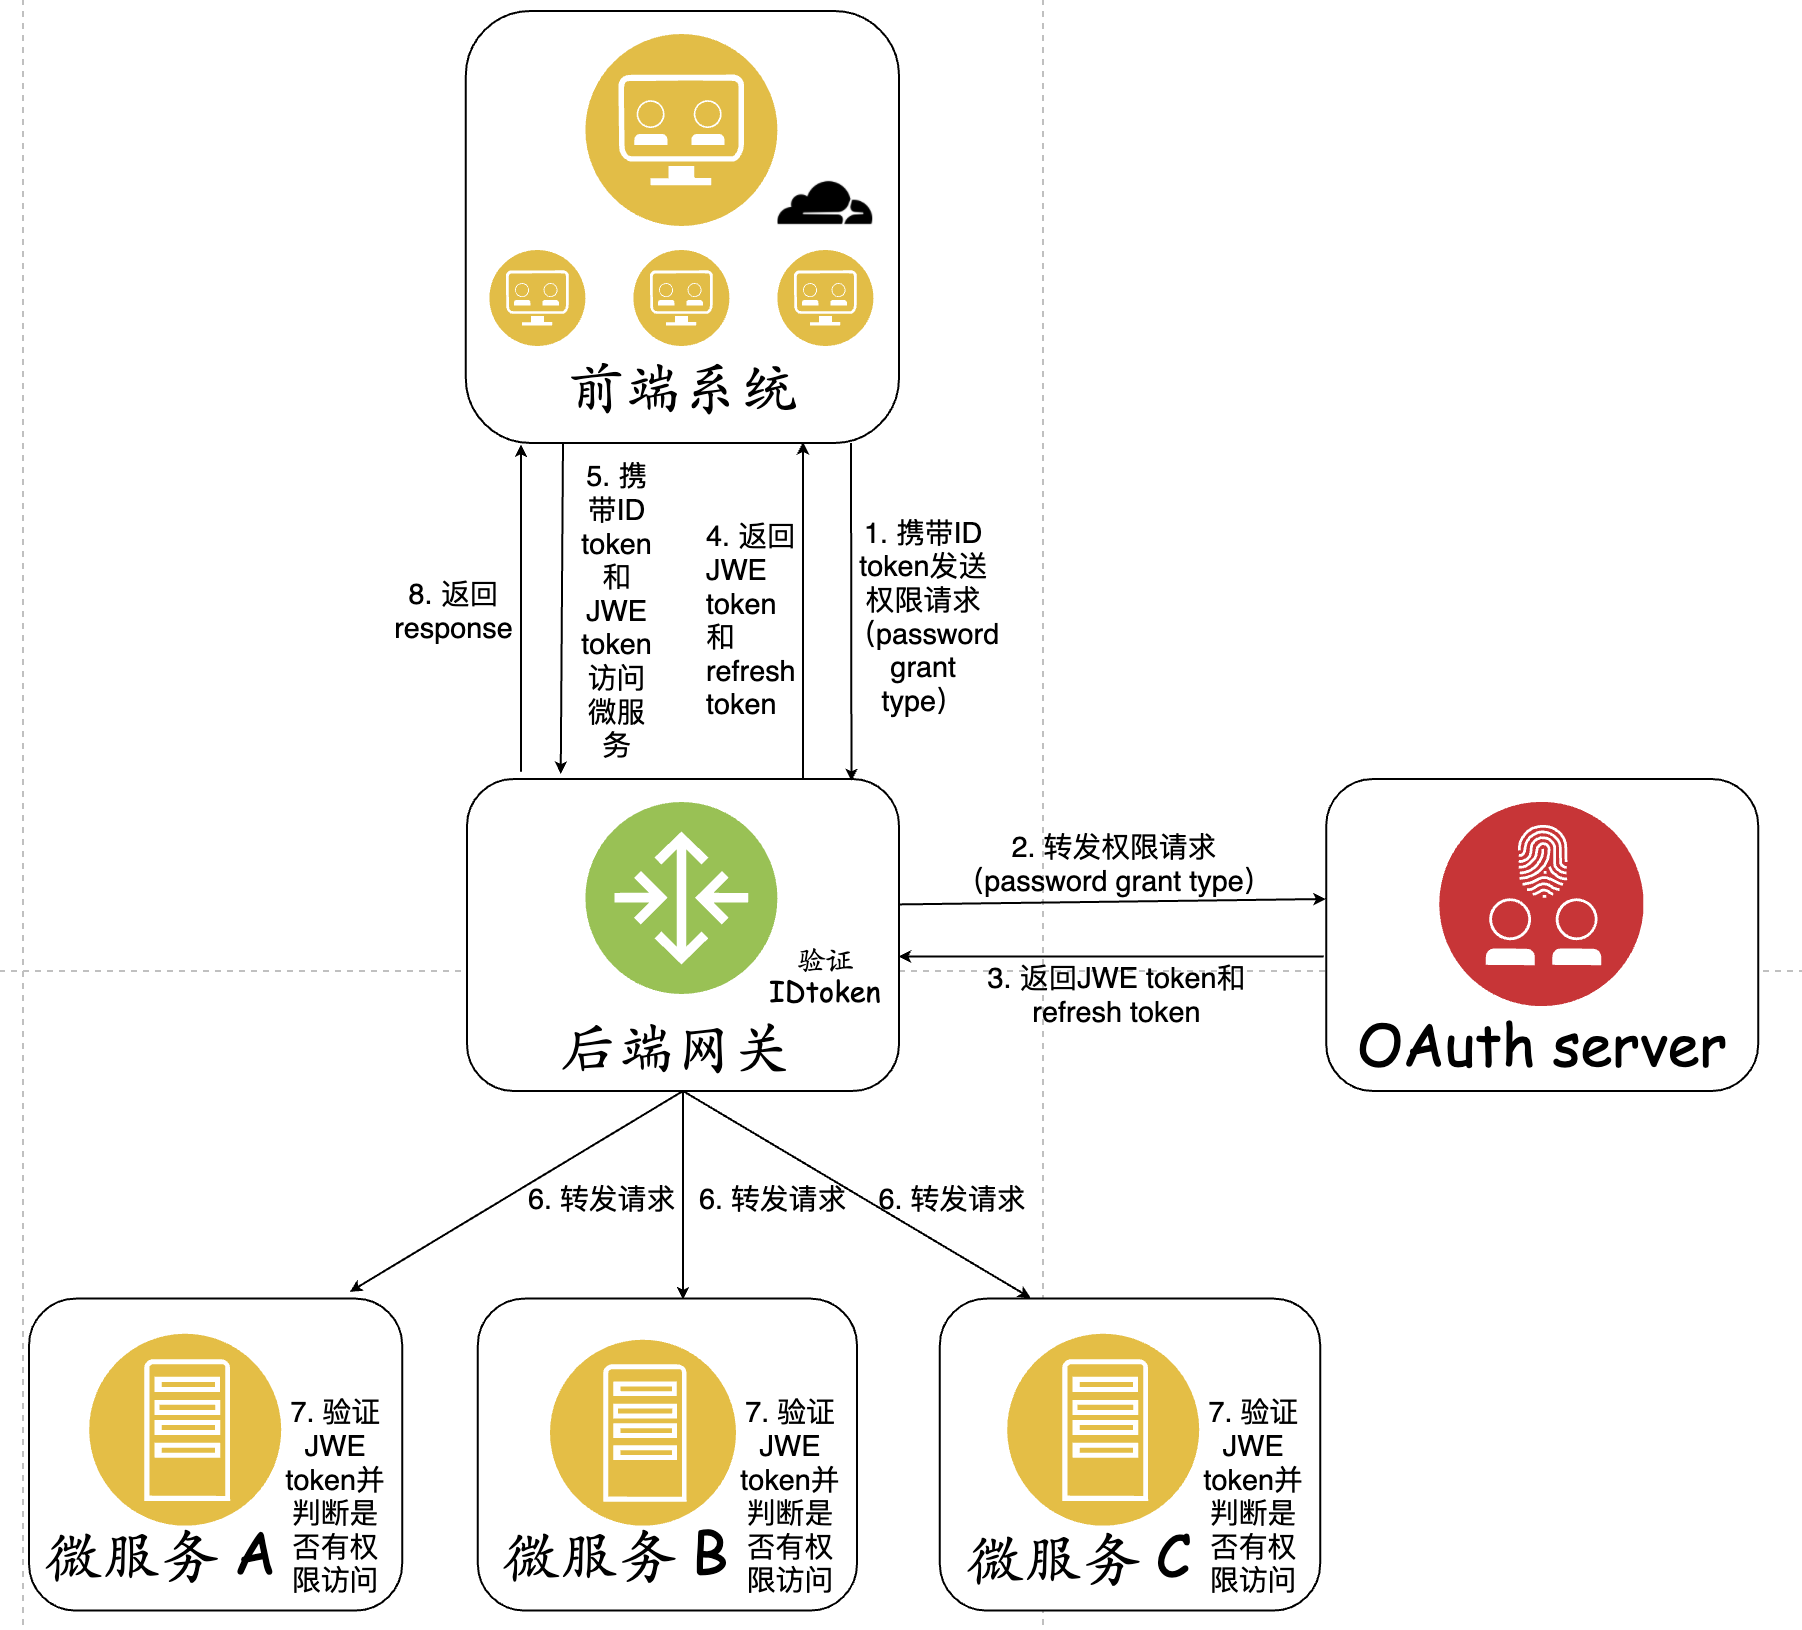 前端系统
5. 携
带ID
token
和
JWE
token
访问
微服
务
4. 返回
JWE
token
和
refresh
token
1. 携带ID
token发送
权限请求
（password
grant
type）
8. 返回
response
2. 转发权限请求
（password grant type）
验证
IDtoken
3. 返回JWE token和
refresh token
后端网关
OAuth server
6. 转发请求
6. 转发请求
6. 转发请求
7. 验证
JWE
token并
判断是
否有权
限访问
微服务 A
7. 验证
JWE
token并
判断是
否有权
限访问
微服务 B
7. 验证
JWE
token并
判断是
否有权
限访问
微服务 C